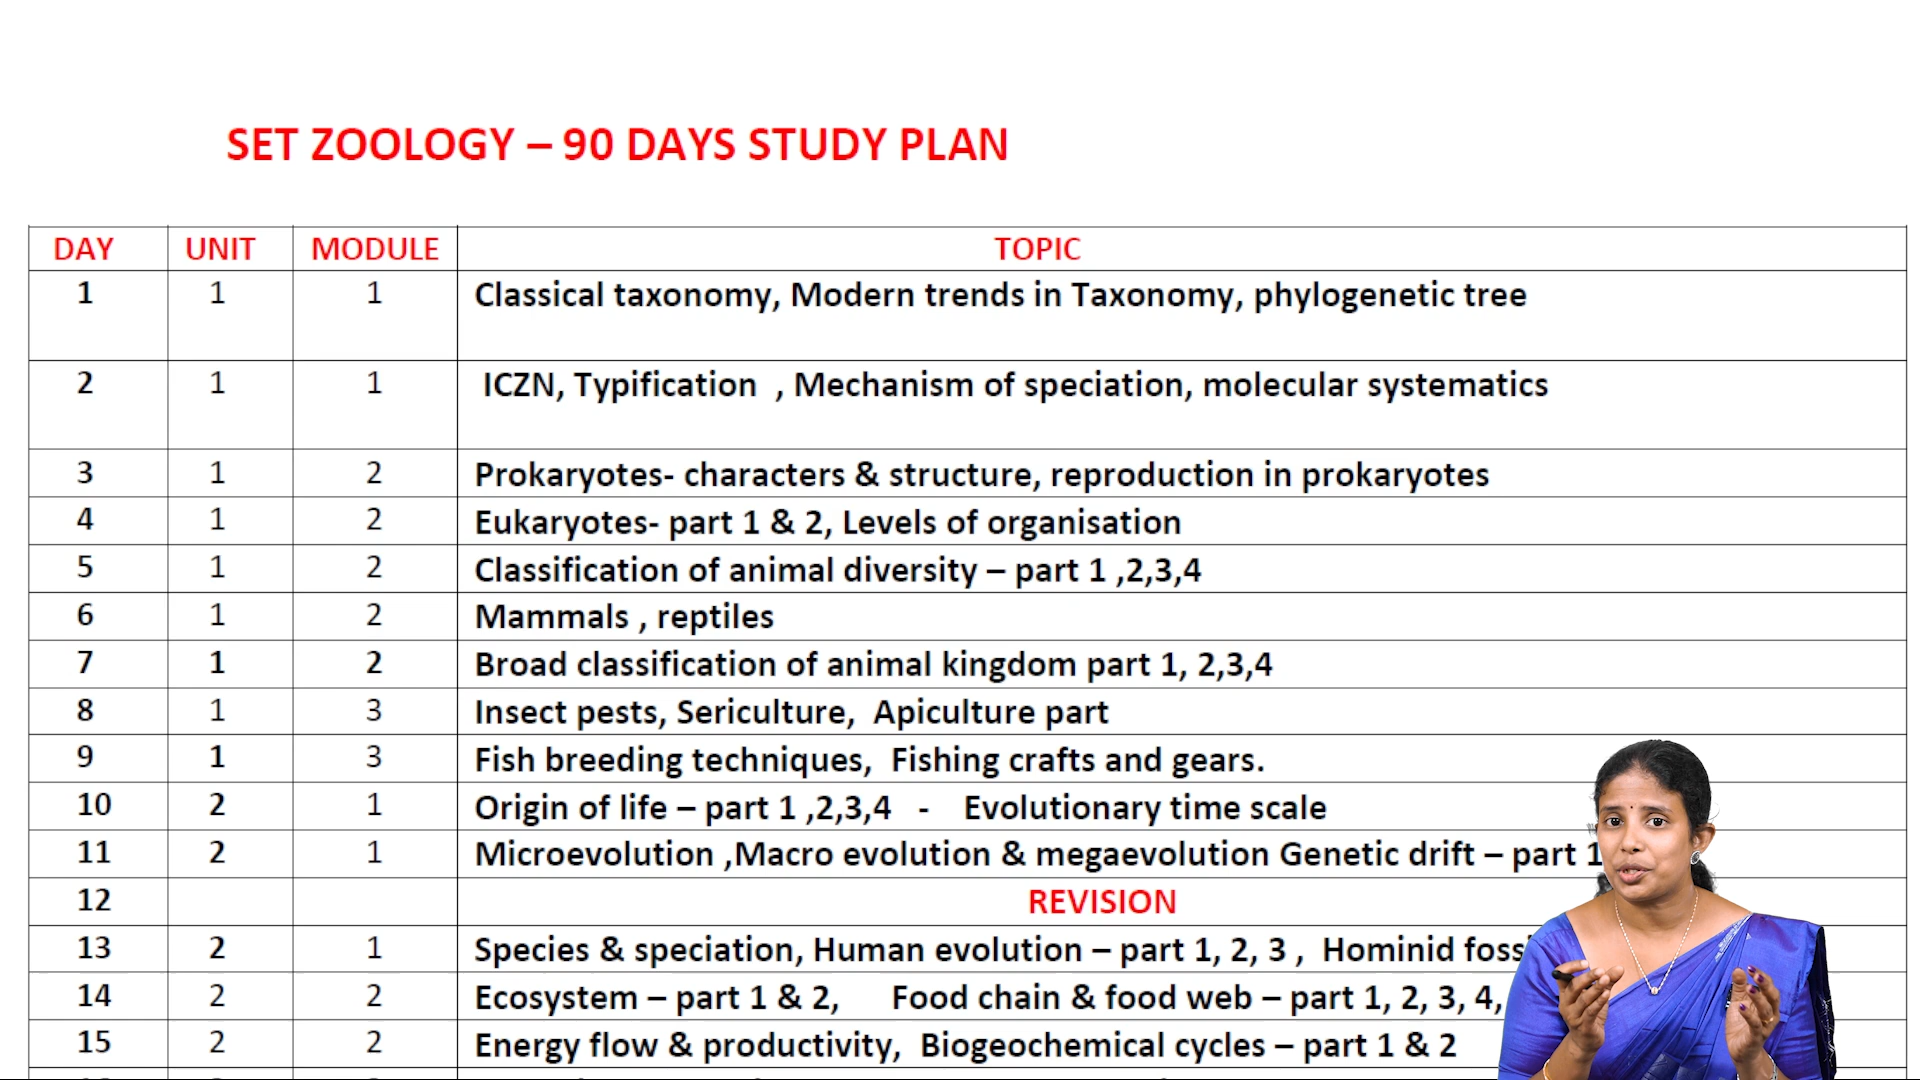 SET ZOOLOGY – 90 DAYS STUDY PLAN
DAY UNIT MODULE TOPIC
1 1 1 Classical taxonomy, Modern trends in Taxonomy, phylogenetic tree
2 1 1 ICZN, Typification , Mechanism of speciation, molecular systematics
3 1 2 Prokaryotes- characters & structure, reproduction in prokaryotes
4 1 2 Eukaryotes- part 1 & 2, Levels of organisation
5 1 2 Classification of animal diversity – part 1 ,2,3,4
6 1 2 Mammals , reptiles
7 1 2 Broad classification of animal kingdom part 1, 2,3,4
8 1 3 Insect pests, Sericulture, Apiculture part
9 1 3 Fish breeding techniques, Fishing crafts and gears.
10 2 1 Origin of life – part 1 ,2,3,4 - Evolutionary time scale
11 2 1 Microevolution ,Macro evolution & megaevolution Genetic drift – part 1
12 REVISION
13 2 1 Species & speciation, Human evolution – part 1, 2, 3 , Hominid
14 2 2 Ecosystem – part 1 & 2, Food chain & food web – part 1, 2, 3, 4,
15 2 2 Energy flow & productivity, Biogeochemical cycles – part 1 & 2